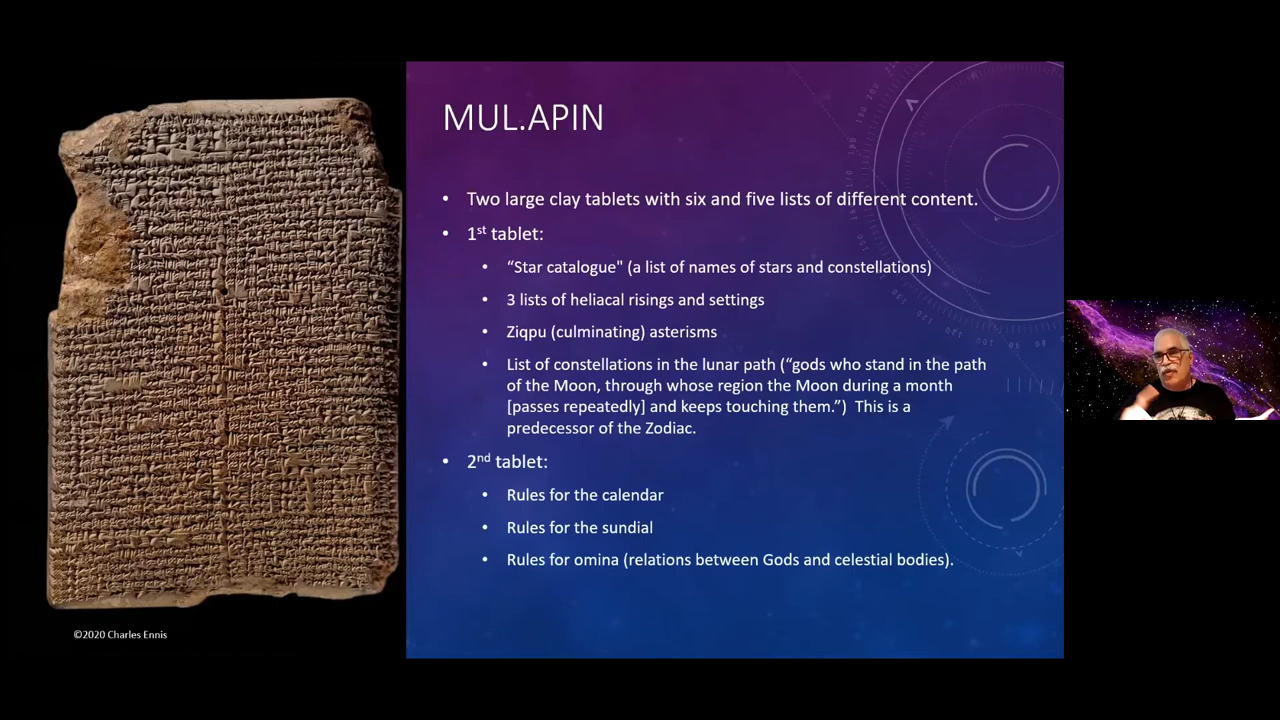 MUL.APIN
• Two large clay tablets with six and five lists of different content.
• 1st tablet:
• “Star catalogue" (a list of names of stars and constellations)
• 3 lists of heliacal risings and settings
• Ziqpu (culminating) asterisms
• List of constellations in the lunar path (“gods who stand in the path
of the Moon, through whose region the Moon during a month
[passes repeatedly] and keeps touching them.”)  This is a
predecessor of the Zodiac.
• 2nd tablet:
• Rules for the calendar
• Rules for the sundial
• Rules for omina (relations between Gods and celestial bodies).
©2020 Charles Ennis